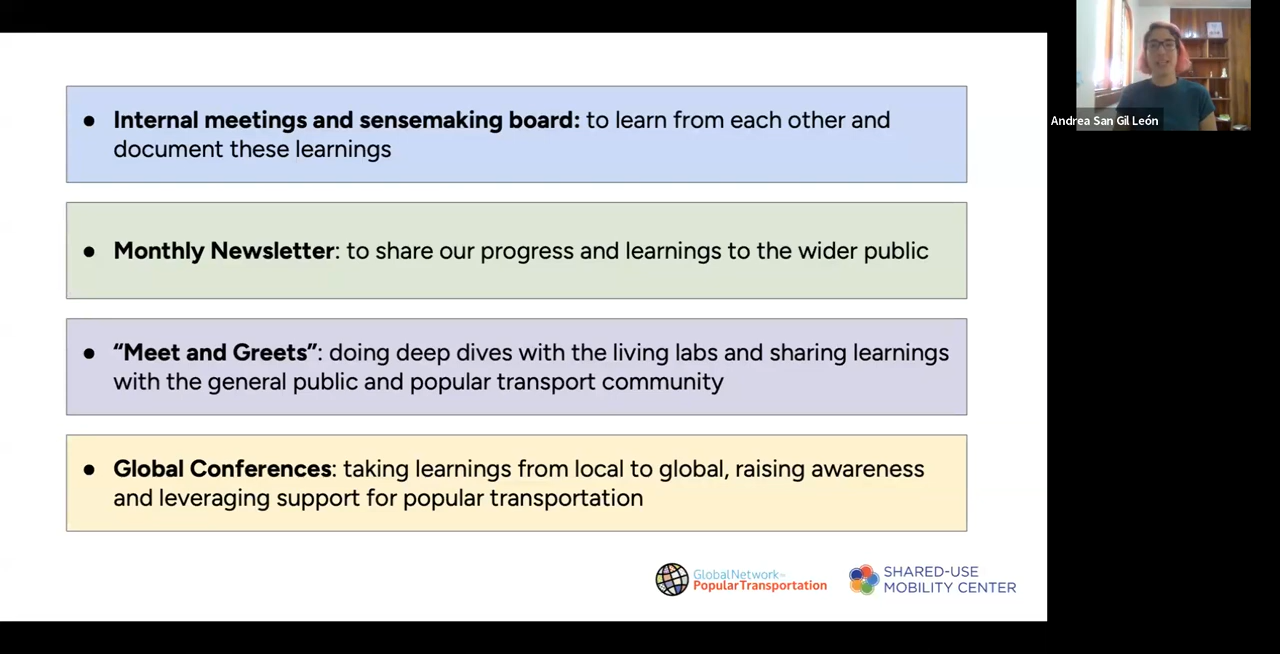 ● Internal meetings and sensemaking board: to learn from each other and
document these learnings
● Monthly Newsletter: to share our progress and learnings to the wider public
● “Meet and Greets”: doing deep dives with the living labs and sharing learnings
with the general public and popular transport community
● Global Conferences: taking learnings from local to global, raising awareness
and leveraging support for popular transportation
GlobalNetwork
PopularTransportation
SHARED-USE
MOBILITY CENTER
Andrea San Gil León